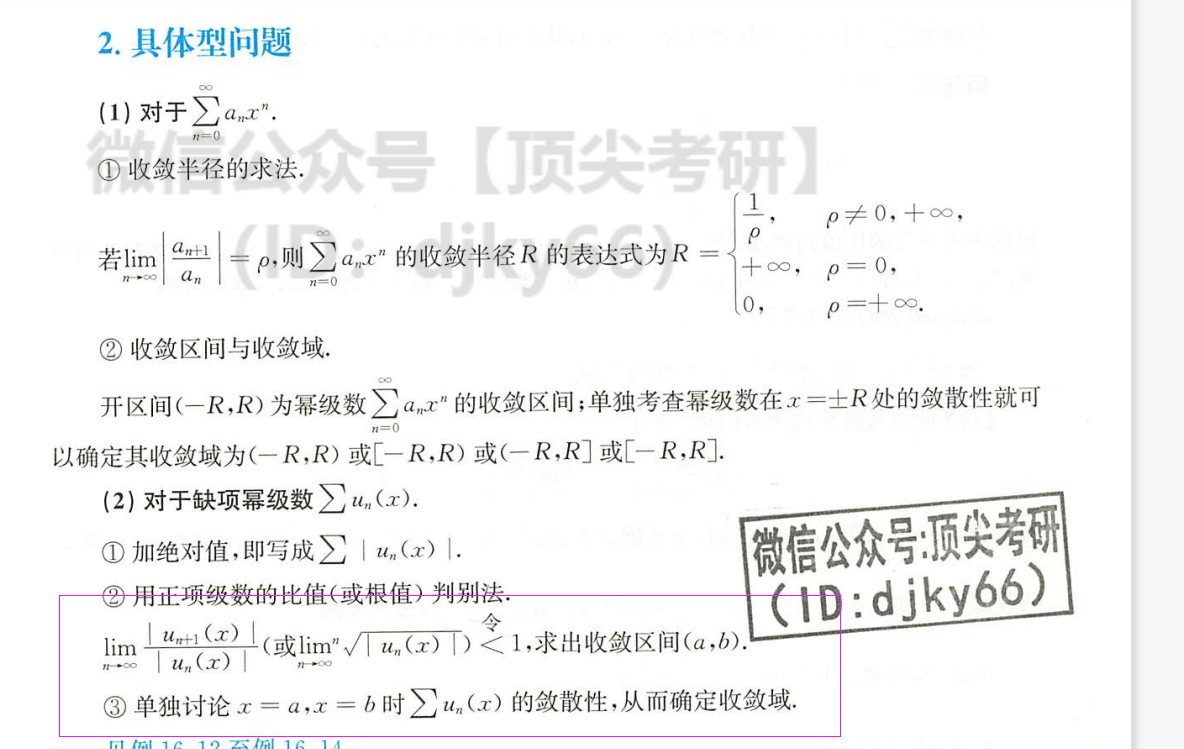 2. 具体型问题
(1) 对于 $\sum_{n=0}^{\infty} a_n x^n$.
微信公众号【顶尖考研】
① 收敛半径的求法.
(ID: djky66)
若 $\lim_{n\to\infty}\left|\frac{a_{n+1}}{a_n}\right|=\rho$,则 $\sum_{n=0}^{\infty} a_n x^n$ 的收敛半径 R 的表达式为 $R=\begin{cases}\frac{1}{\rho}, & \rho\neq 0,+\infty,\\ +\infty, & \rho=0,\\ 0, & \rho=+\infty.\end{cases}$
② 收敛区间与收敛域.
开区间(−R,R) 为幂级数 $\sum_{n=0}^{\infty} a_n x^n$ 的收敛区间;单独考查幂级数在 x=±R 处的敛散性就可
以确定其收敛域为(−R,R) 或[−R,R) 或(−R,R] 或[−R,R].
(2) 对于缺项幂级数 $\sum u_n(x)$.
① 加绝对值,即写成 $\sum |u_n(x)|$.
微信公众号:顶尖考研
(ID:djky66)
② 用正项级数的比值(或根值) 判别法.
$\lim_{n\to\infty}\frac{|u_{n+1}(x)|}{|u_n(x)|}$(或 $\lim_{n\to\infty}\sqrt[n]{|u_n(x)|}$) $\overset{令}{<}$ 1,求出收敛区间(a,b).
③ 单独讨论 x = a,x = b 时 $\sum u_n(x)$ 的敛散性,从而确定收敛域.
见例 16.12 至例 16.14